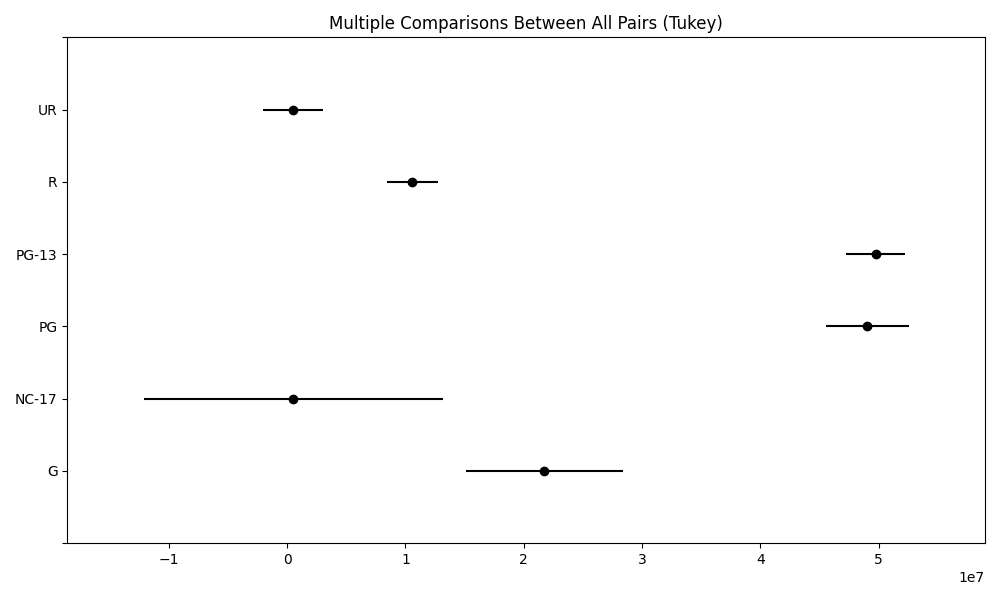 Multiple Comparisons Between All Pairs (Tukey)
UR
R
PG-13
PG
NC-17
G
−1 0 1 2 3 4 5
1e7